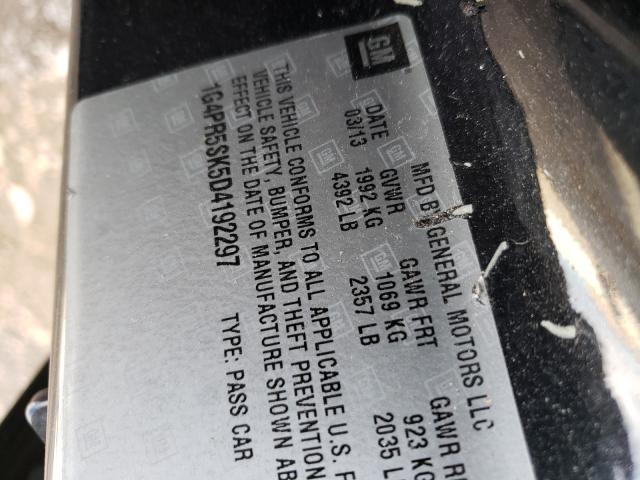 GM
MFD BY GENERAL MOTORS LLC
DATE GVWR GAWR FRT GAWR
03/13 1992 KG 1069 KG 923 KG
4392 LB 2357 LB 2035
THIS VEHICLE CONFORMS TO ALL APPLICABLE U.S. F
VEHICLE SAFETY, BUMPER, AND THEFT PREVENTION
EFFECT ON THE DATE OF MANUFACTURE SHOWN AB
1G4PR5SK5D4192297 TYPE: PASS CAR